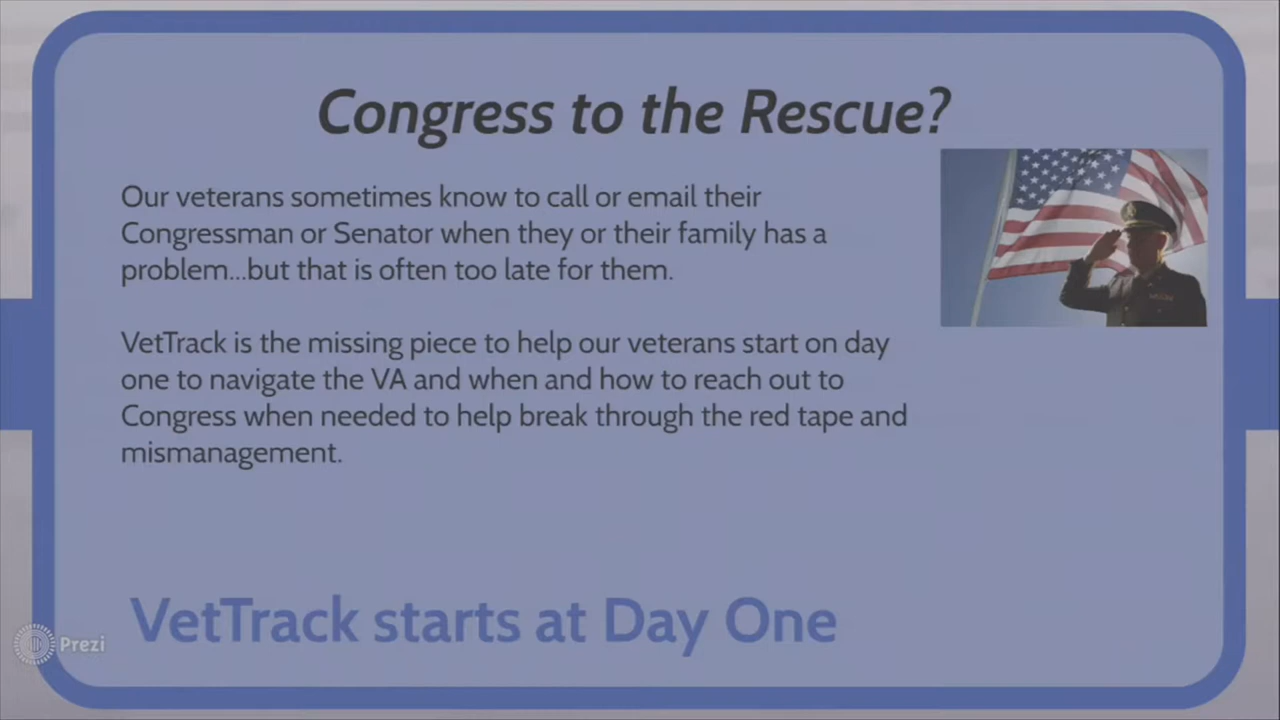 Congress to the Rescue?
Our veterans sometimes know to call or email their
Congressman or Senator when they or their family has a
problem...but that is often too late for them.
VetTrack is the missing piece to help our veterans start on day
one to navigate the VA and when and how to reach out to
Congress when needed to help break through the red tape and
mismanagement.
VetTrack starts at Day One
Prezi